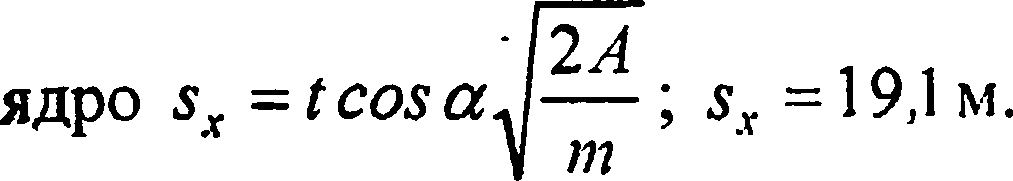 ядро s_x = t cos α √(2A/m); s_x = 19,1 м.